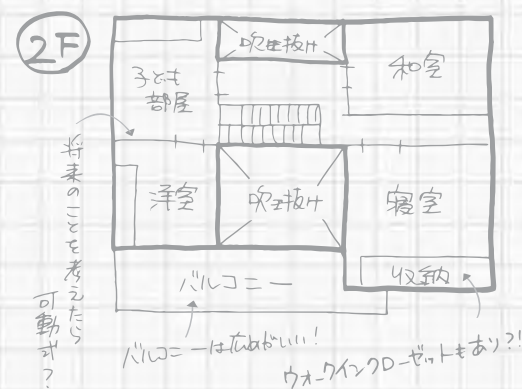 2F
吹き抜け
和室
子ども
部屋
洋室
吹き抜け
寝室
収納
バルコニー
将来のことを考えたら
可動式?
バルコニーは広めがいい!
ウォークインクローゼットもあり?!